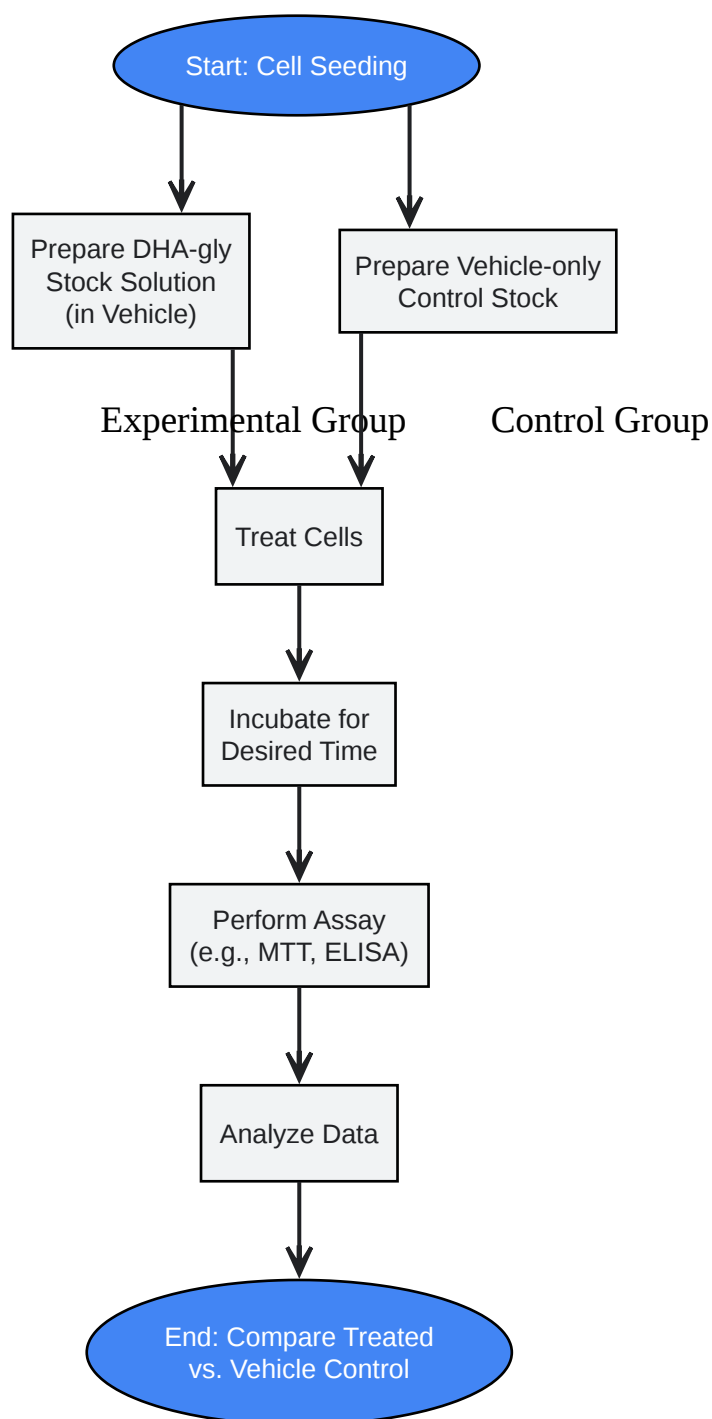 Start: Cell Seeding
Prepare DHA-gly
Stock Solution
(in Vehicle)
Prepare Vehicle-only
Control Stock
Experimental Group
Control Group
Treat Cells
Incubate for
Desired Time
Perform Assay
(e.g., MTT, ELISA)
Analyze Data
End: Compare Treated
vs. Vehicle Control